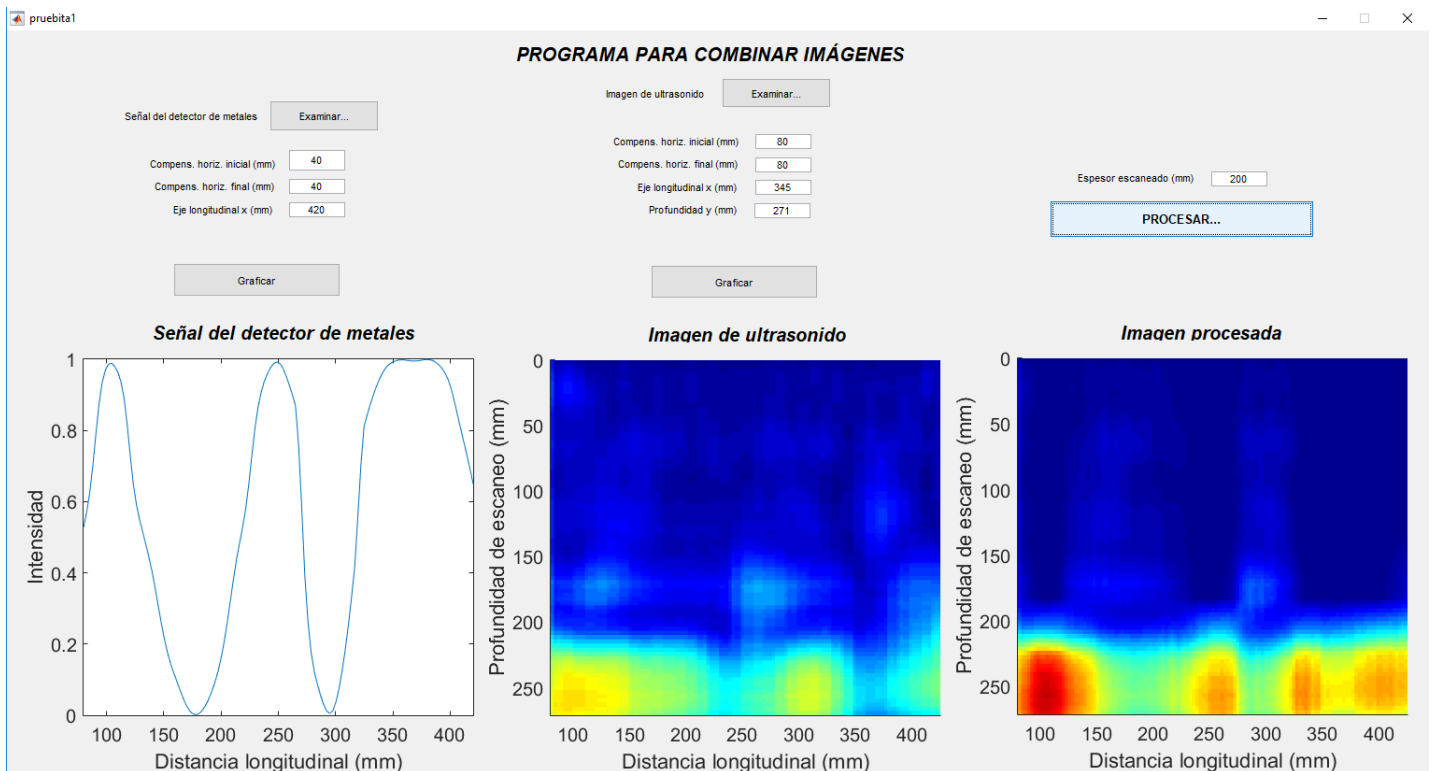 pruebita1
PROGRAMA PARA COMBINAR IMÁGENES
Señal del detector de metales
Examinar...
Compens. horiz. inicial (mm)
40
Compens. horiz. final (mm)
40
Eje longitudinal x (mm)
420
Graficar
Imagen de ultrasonido
Examinar...
Compens. horiz. inicial (mm)
80
Compens. horiz. final (mm)
80
Eje longitudinal x (mm)
345
Profundidad y (mm)
271
Graficar
Espesor escaneado (mm)
200
PROCESAR...
Señal del detector de metales
1
0.8
0.6
0.4
0.2
0
Intensidad
100 150 200 250 300 350 400
Distancia longitudinal (mm)
Imagen de ultrasonido
0
50
100
150
200
250
Profundidad de escaneo (mm)
100 150 200 250 300 350 400
Distancia longitudinal (mm)
Imagen procesada
0
50
100
150
200
250
Profundidad de escaneo (mm)
100 150 200 250 300 350 400
Distancia longitudinal (mm)